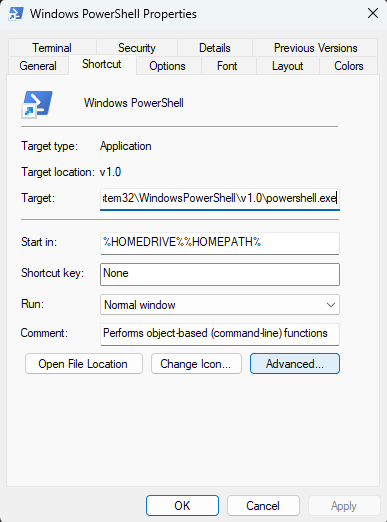 Windows PowerShell Properties
Terminal Security Details Previous Versions
General Shortcut Options Font Layout Colors
Windows PowerShell
Target type: Application
Target location: v1.0
Target: stem32\WindowsPowerShell\v1.0\powershell.exe
Start in: %HOMEDRIVE%%HOMEPATH%
Shortcut key: None
Run: Normal window
Comment: Performs object-based (command-line) functions
Open File Location Change Icon... Advanced...
OK Cancel Apply